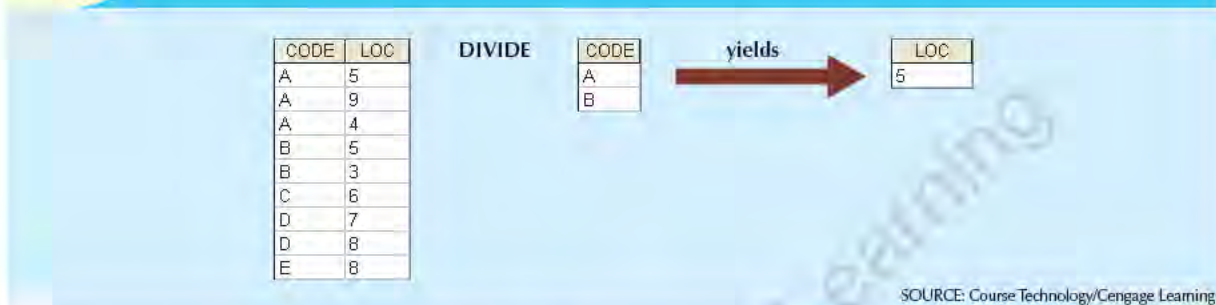 CODE LOC DIVIDE CODE yields LOC
A 5 A 5
A 9 B
A 4
B 5
B 3
C 6
D 7
D 8
E 8
earning
SOURCE: Course Technology/Cengage Learning